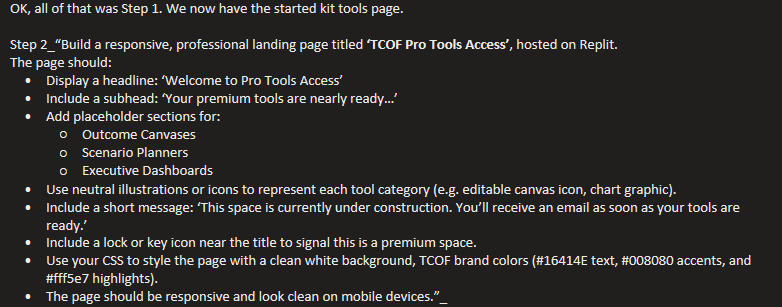 OK, all of that was Step 1. We now have the started kit tools page.
Step 2_“Build a responsive, professional landing page titled ‘TCOF Pro Tools Access’, hosted on Replit.
The page should:
• Display a headline: ‘Welcome to Pro Tools Access’
• Include a subhead: ‘Your premium tools are nearly ready…’
• Add placeholder sections for:
o Outcome Canvases
o Scenario Planners
o Executive Dashboards
• Use neutral illustrations or icons to represent each tool category (e.g. editable canvas icon, chart graphic).
• Include a short message: ‘This space is currently under construction. You’ll receive an email as soon as your tools are
ready.’
• Include a lock or key icon near the title to signal this is a premium space.
• Use your CSS to style the page with a clean white background, TCOF brand colors (#16414E text, #008080 accents, and
#fff5e7 highlights).
• The page should be responsive and look clean on mobile devices.”_